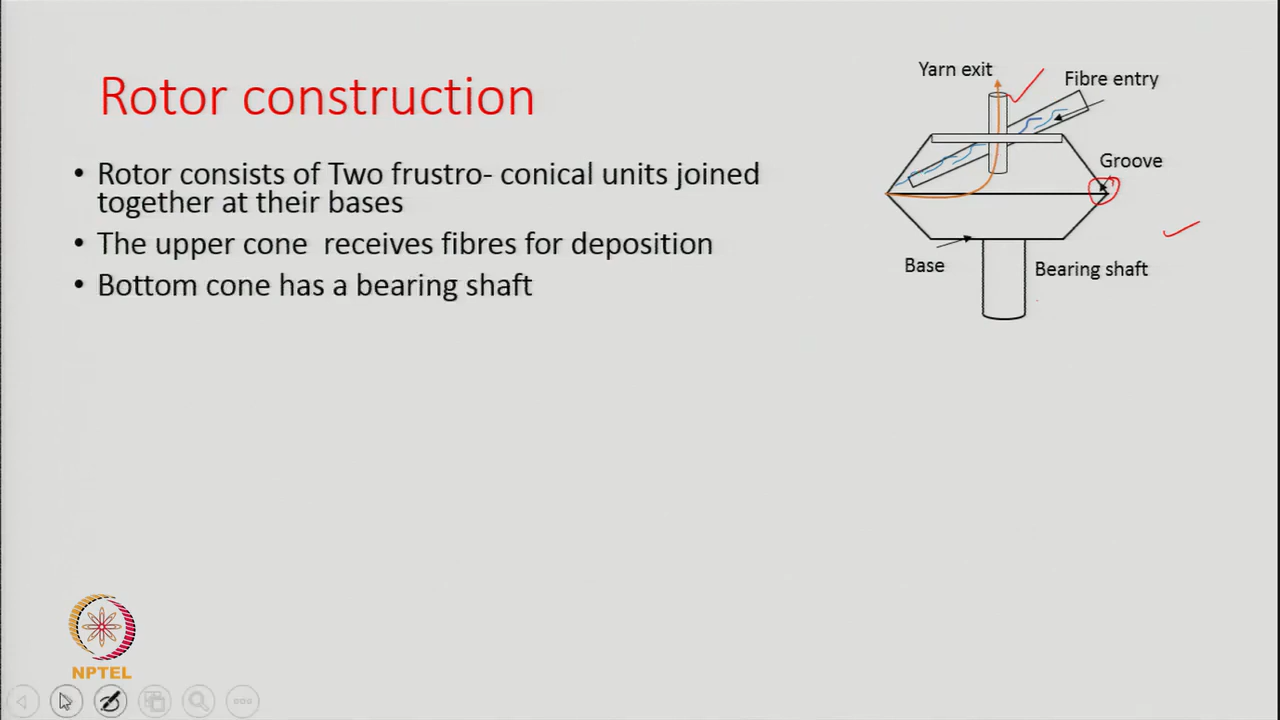 Rotor construction
• Rotor consists of Two frustro- conical units joined
together at their bases
• The upper cone  receives fibres for deposition
• Bottom cone has a bearing shaft
Yarn exit
Fibre entry
Groove
Base
Bearing shaft
NPTEL